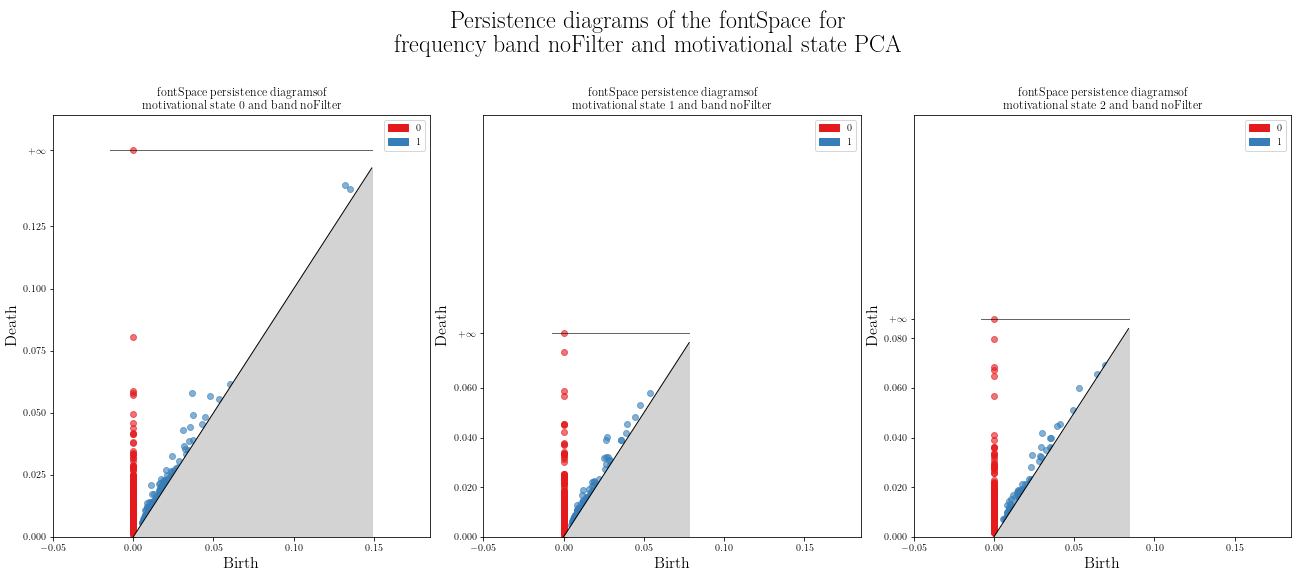 Persistence diagrams of the fontSpace for
frequency band noFilter and motivational state PCA
fontSpace persistence diagramsof
motivational state 0 and band noFilter
0
1
+∞
0.125
0.100
0.075
0.050
0.025
0.000
Death
−0.05
0.00
0.05
0.10
0.15
Birth
fontSpace persistence diagramsof
motivational state 1 and band noFilter
0
1
+∞
0.060
0.040
0.020
0.000
Death
−0.05
0.00
0.05
0.10
0.15
Birth
fontSpace persistence diagramsof
motivational state 2 and band noFilter
0
1
+∞
0.080
0.060
0.040
0.020
0.000
Death
−0.05
0.00
0.05
0.10
0.15
Birth